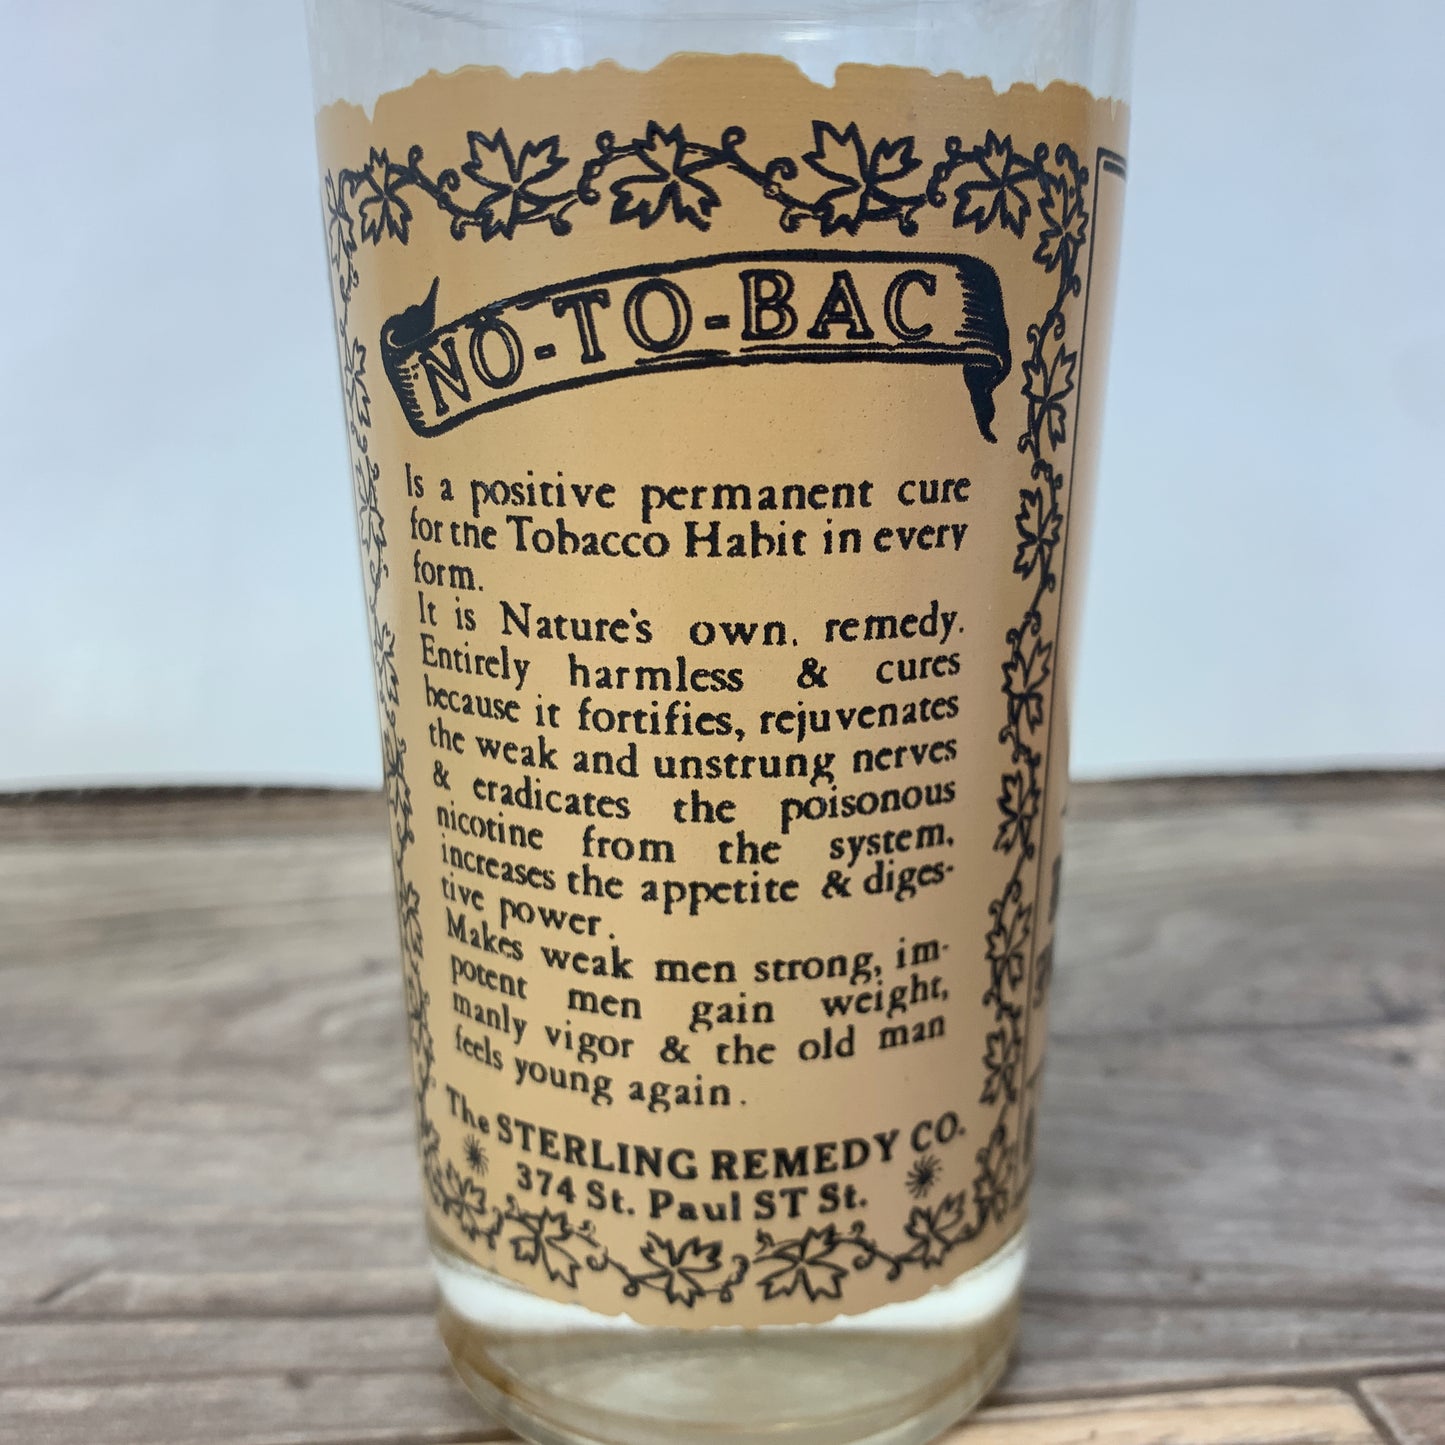 NO-TO-BAC
Is a positive permanent cure
for the Tobacco Habit in every
form.
It is Nature's own. remedy.
Entirely harmless & cures
because it fortifies, rejuvenates
the weak and unstrung nerves
& eradicates the poisonous
nicotine from the system.
increases the appetite & diges-
tive power.
Makes weak men strong, im-
potent men gain weight,
manly vigor & the old man
feels young again.
The STERLING REMEDY CO.
374 St. Paul ST St.